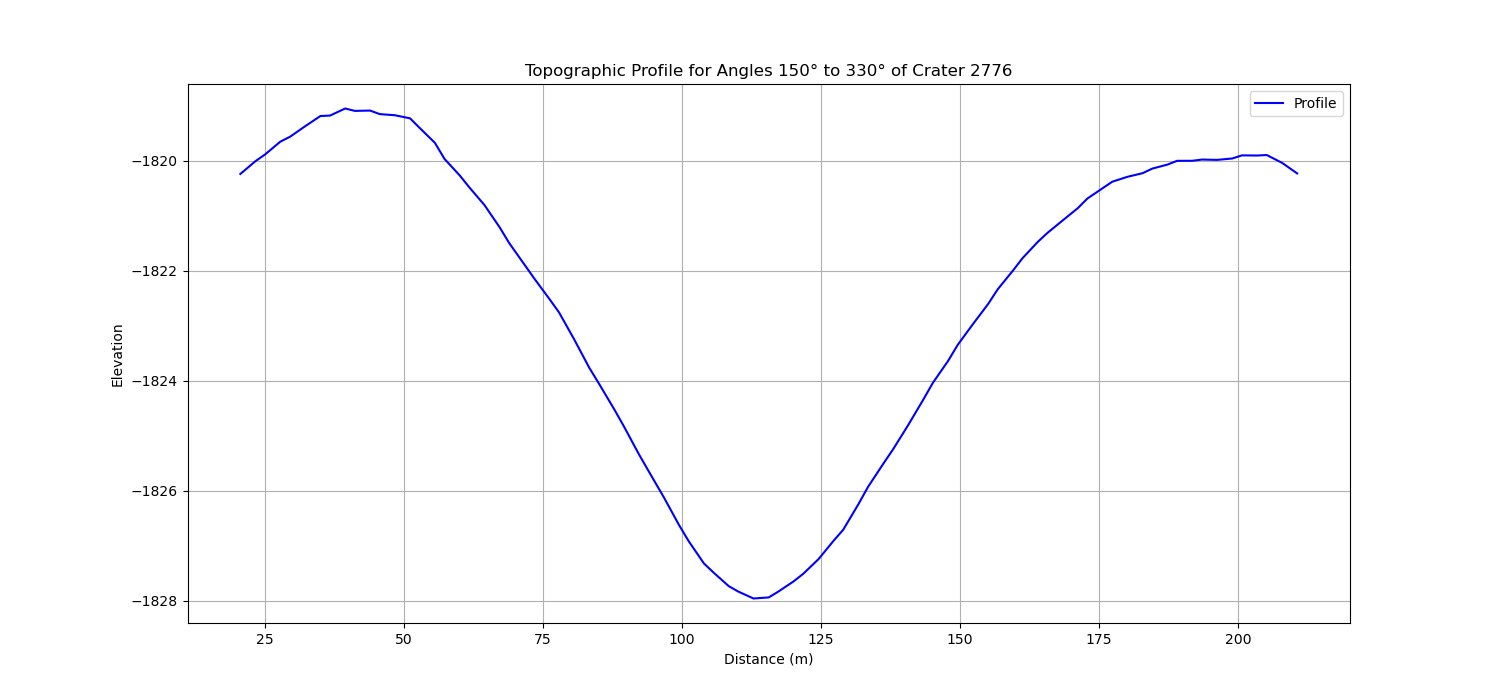 Topographic Profile for Angles 150° to 330° of Crater 2776
Profile
Elevation
−1820
−1822
−1824
−1826
−1828
25 50 75 100 125 150 175 200
Distance (m)